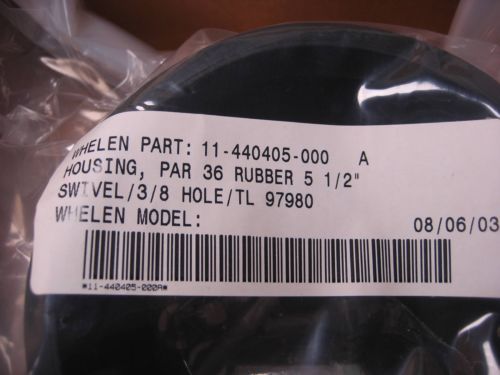 WHELEN PART: 11-440405-000 A
HOUSING, PAR 36 RUBBER 5 1/2"
SWIVEL/3/8 HOLE/TL 97980
WHELEN MODEL: 08/06/03
*11-440405-000A*